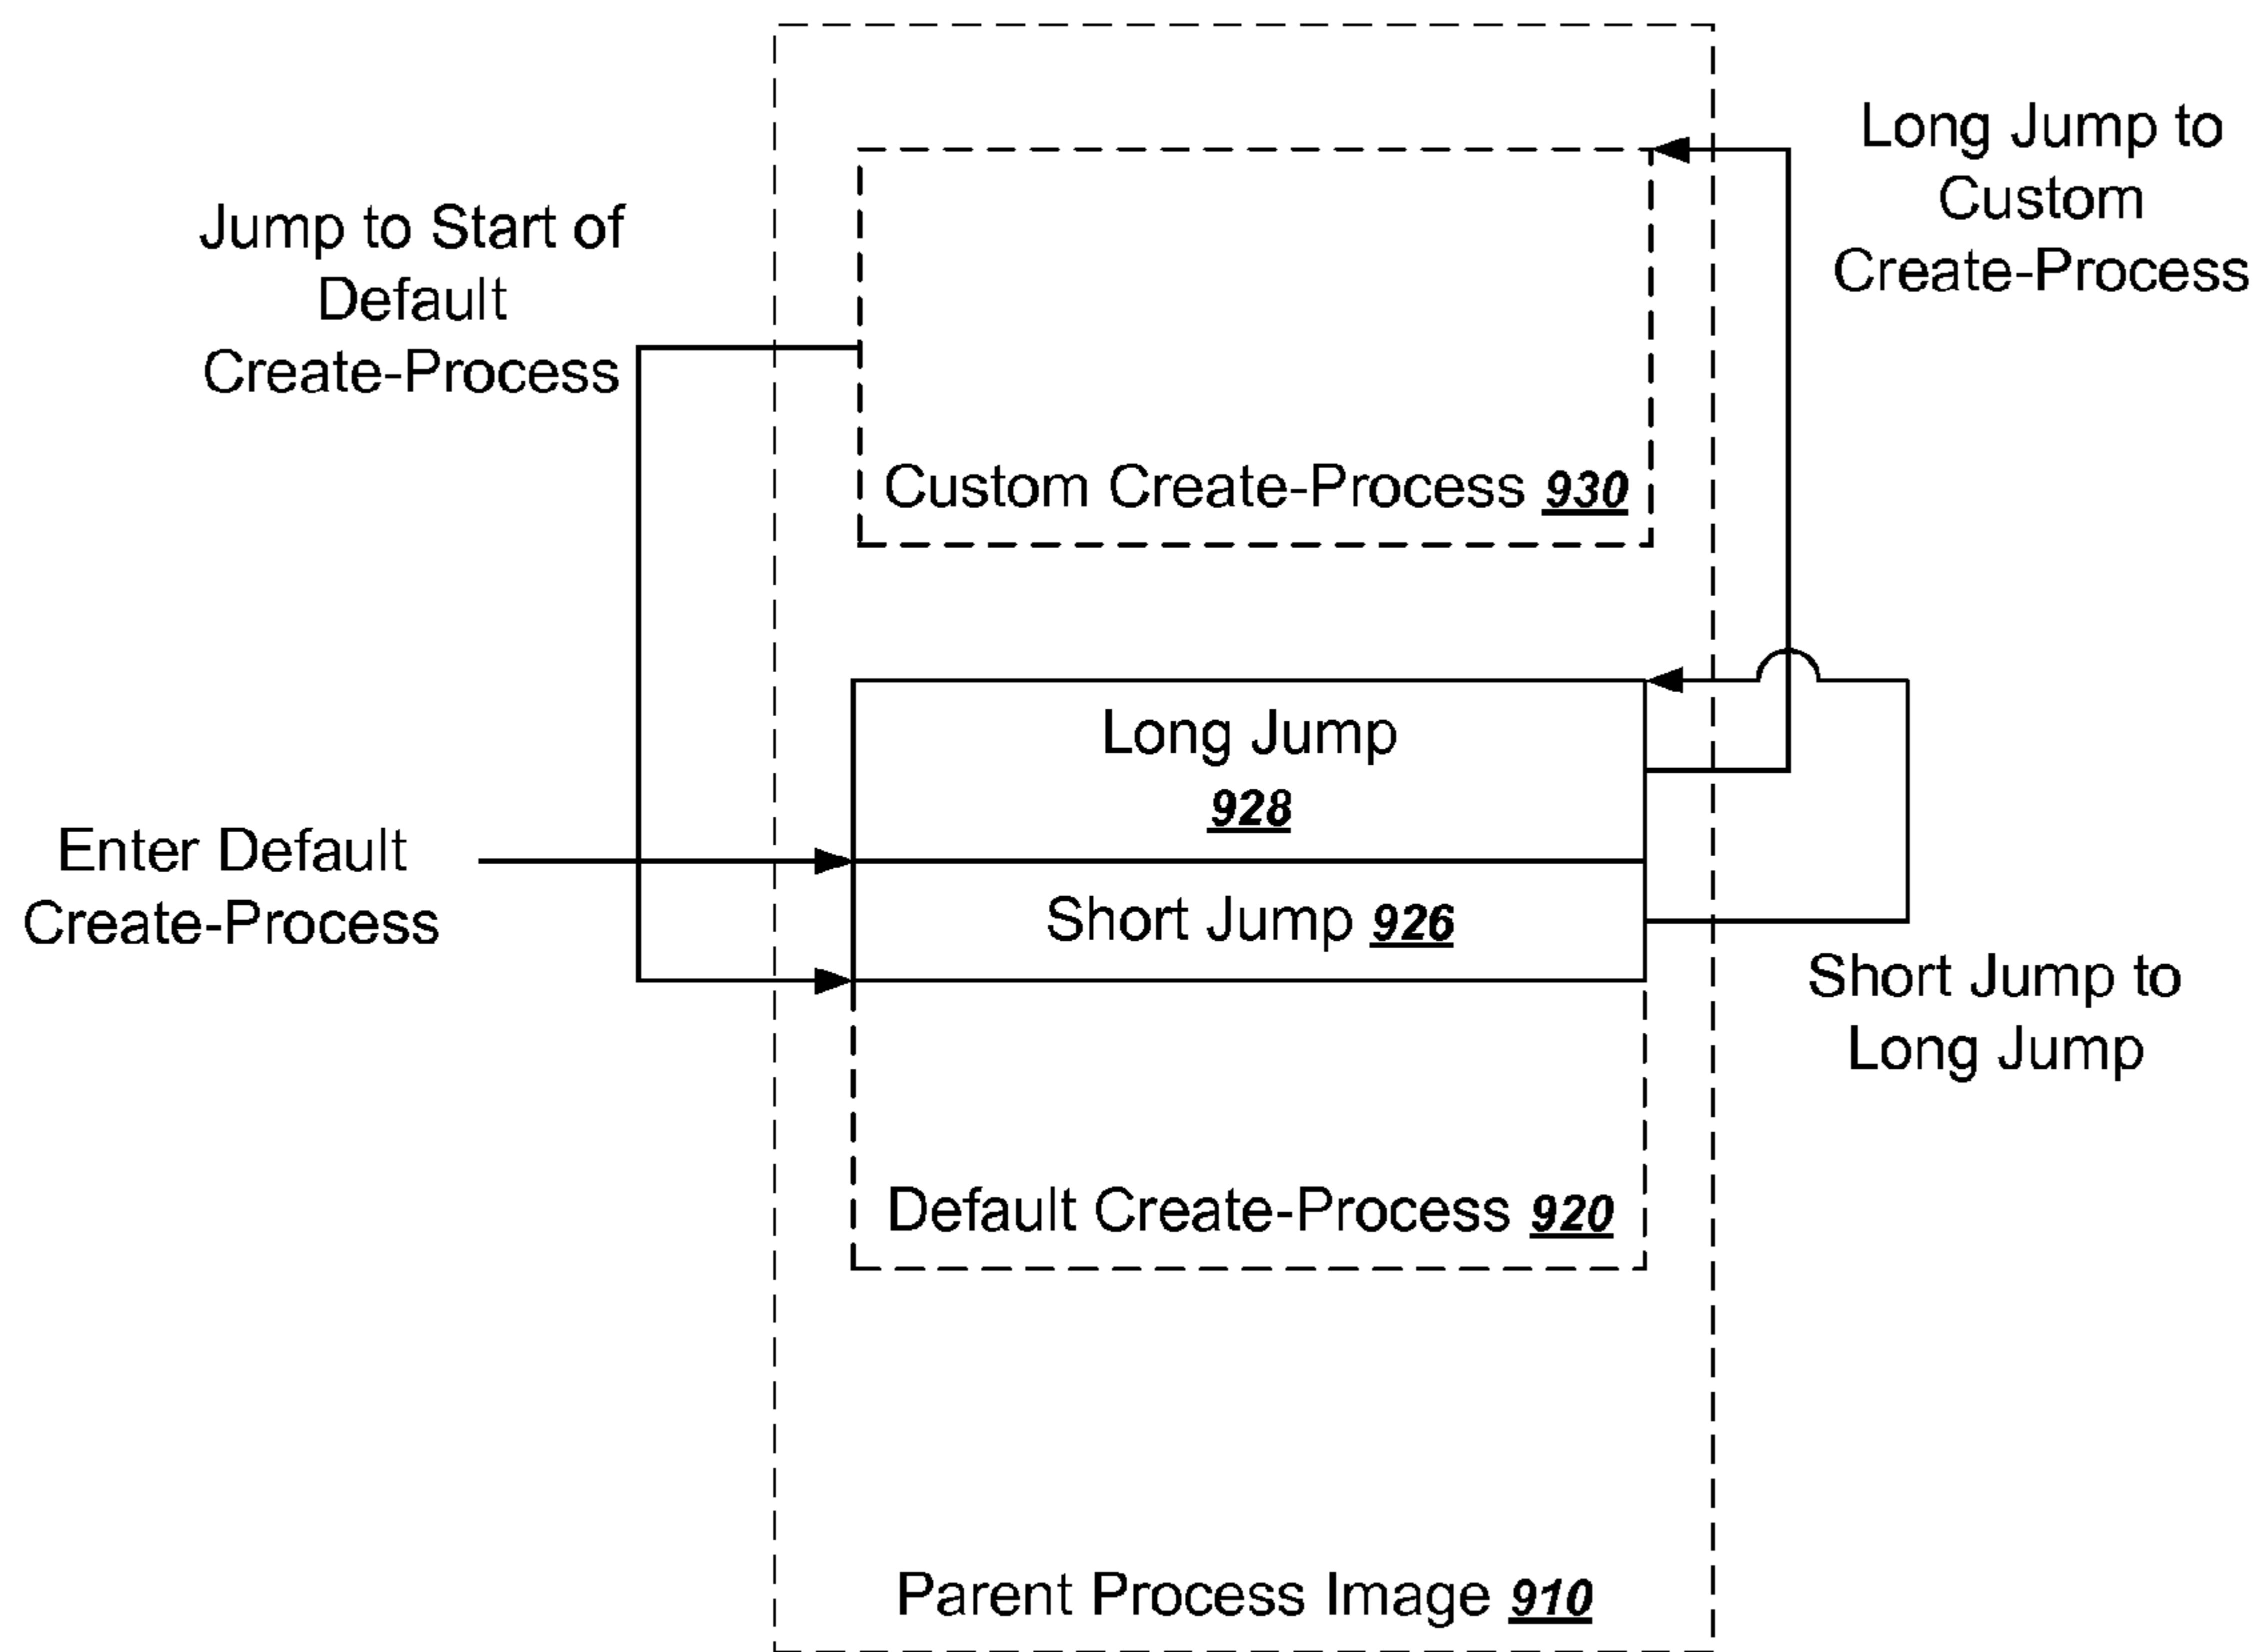 Long Jump to
Custom
Create-Process
Jump to Start of
Default
Create-Process
Custom Create-Process 930
Long Jump
928
Enter Default
Create-Process
Short Jump 926
Short Jump to
Long Jump
Default Create-Process 920
Parent Process Image 910